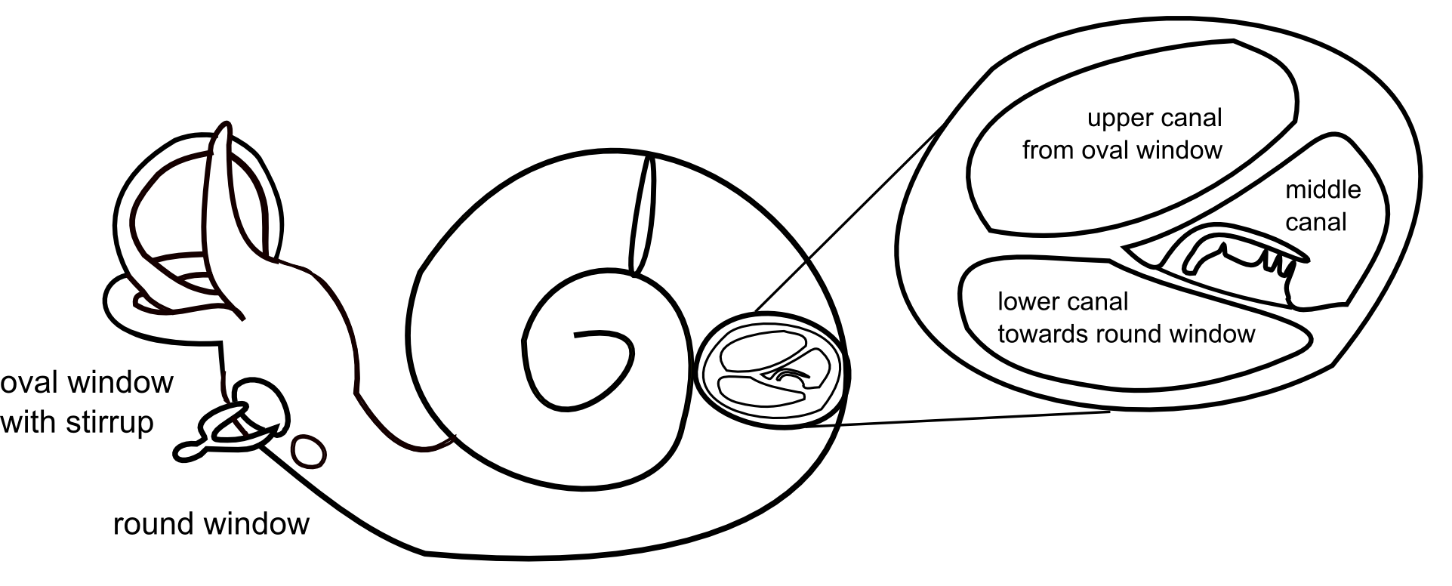 upper canal
from oval window
middle
canal
lower canal
towards round window
oval window
with stirrup
round window